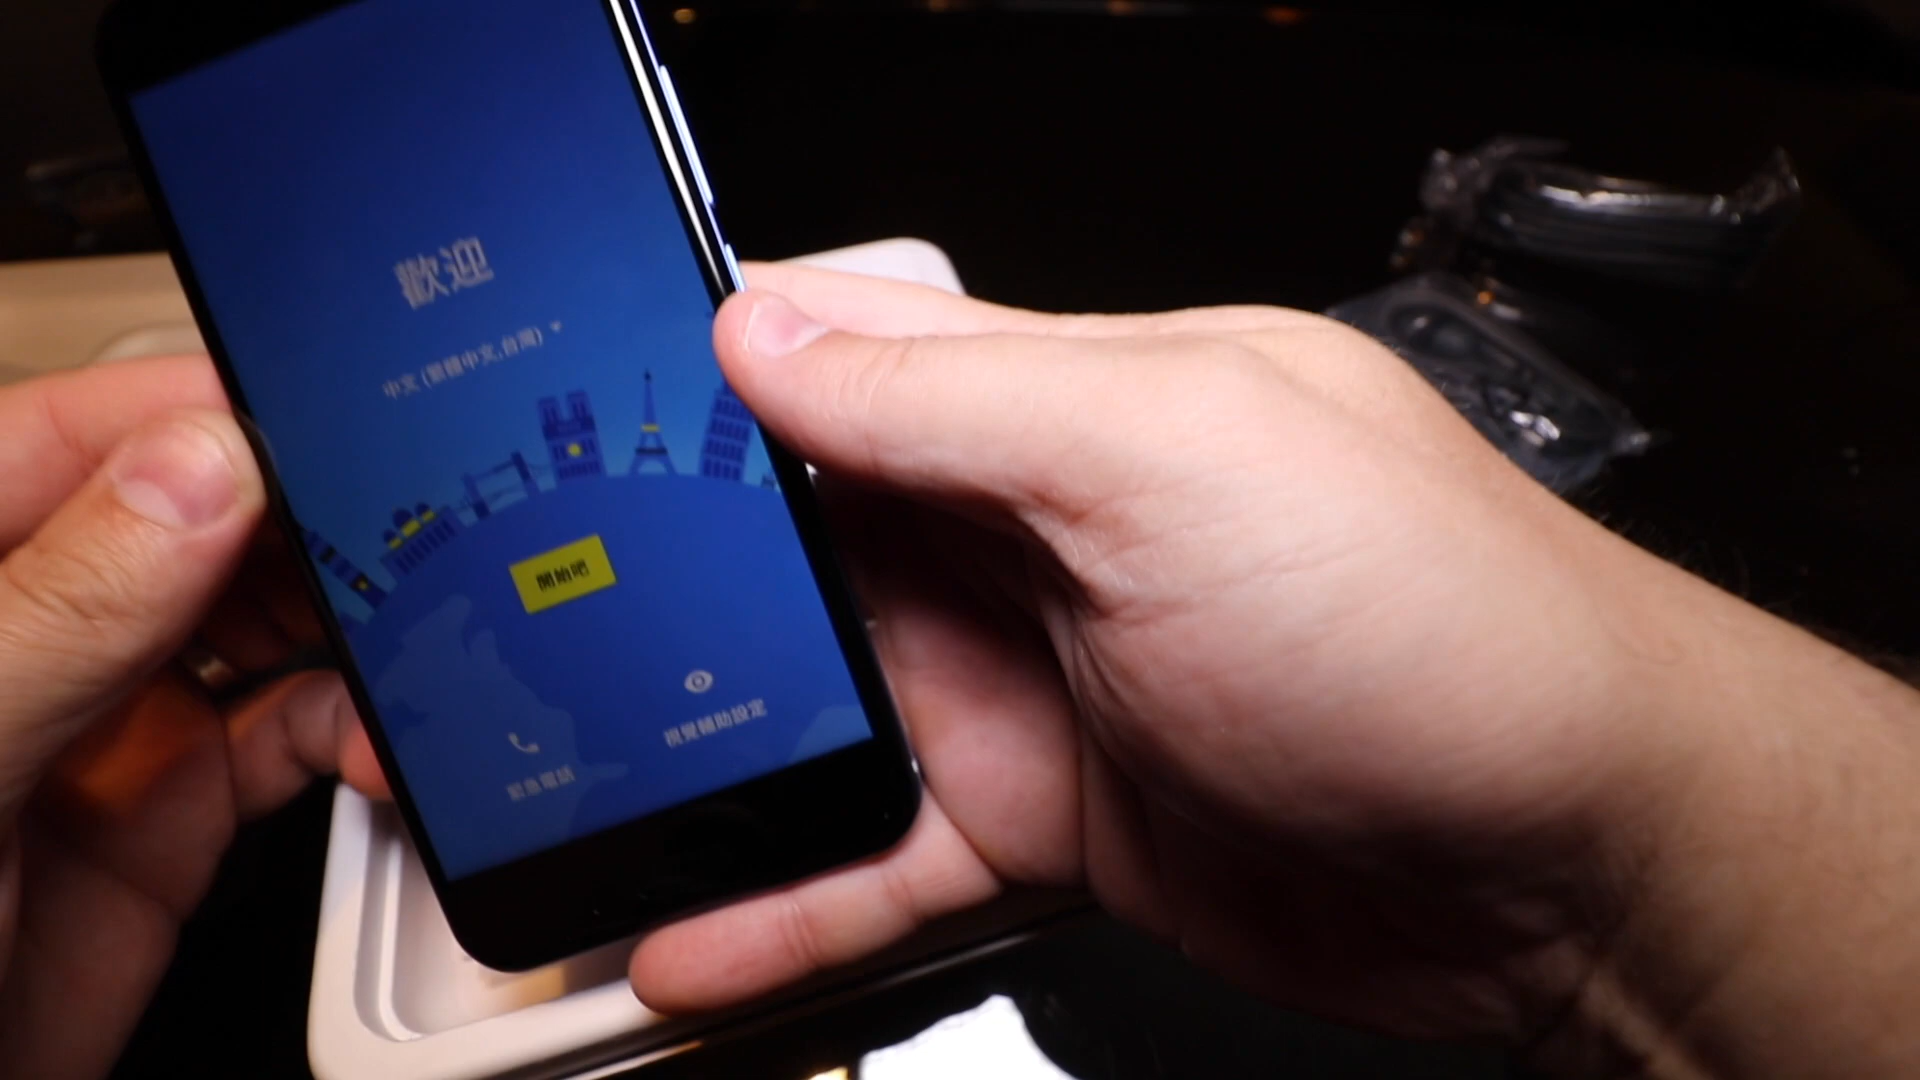 歡迎
中文 (繁體中文,台灣)
開始吧
緊急電話
視覺輔助設定